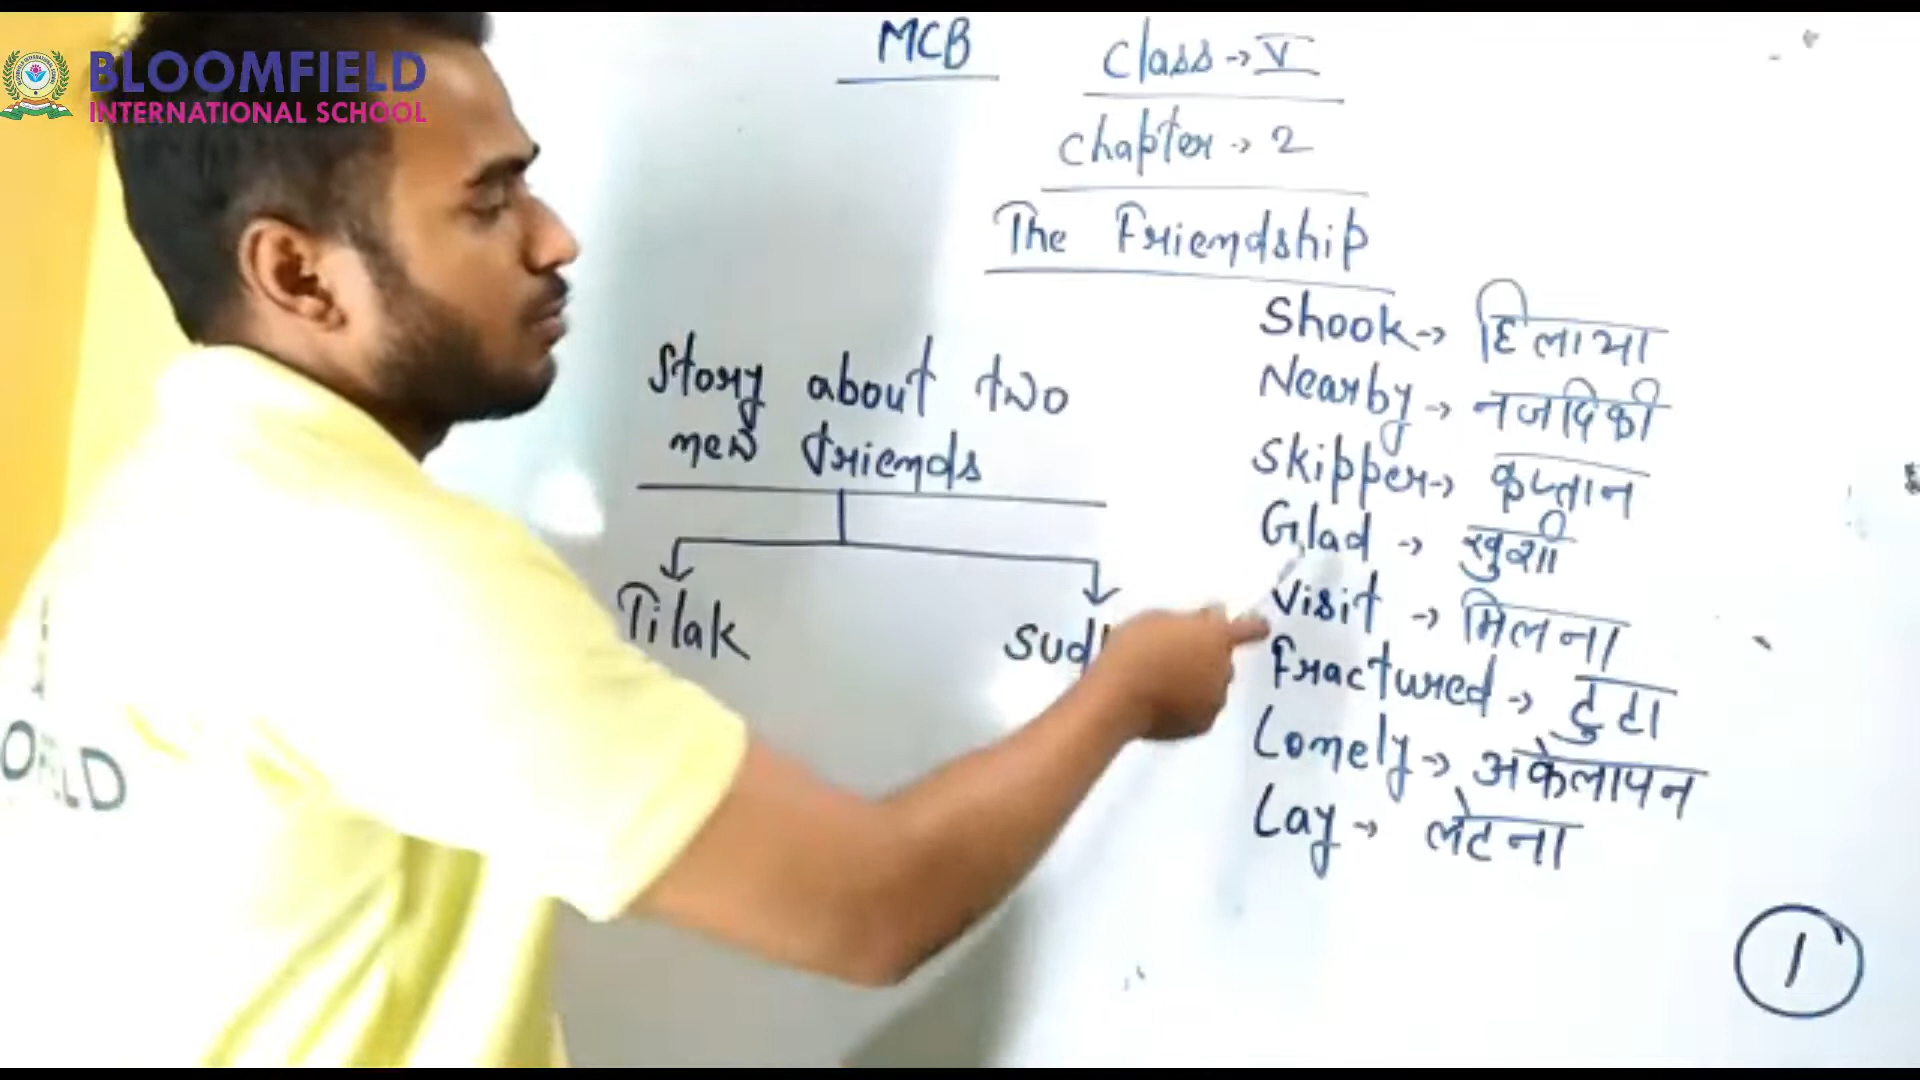 BLOOMFIELD
INTERNATIONAL SCHOOL
MCB
Class → V
Chapter → 2
The Friendship
Story about two
new friends
Tilak
Shook → हिलाया
Nearby → नजदिकी
Skipper → कप्तान
Glad → खुशी
Visit → मिलना
Fractured → टुटा
Lonely → अकेलापन
Lay → लेटना
1